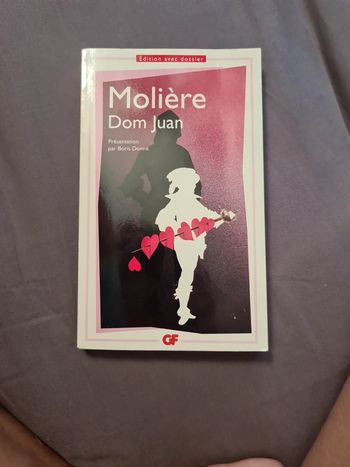 Édition avec dossier
Molière
Dom Juan
Présentation
par Boris Donné
GF